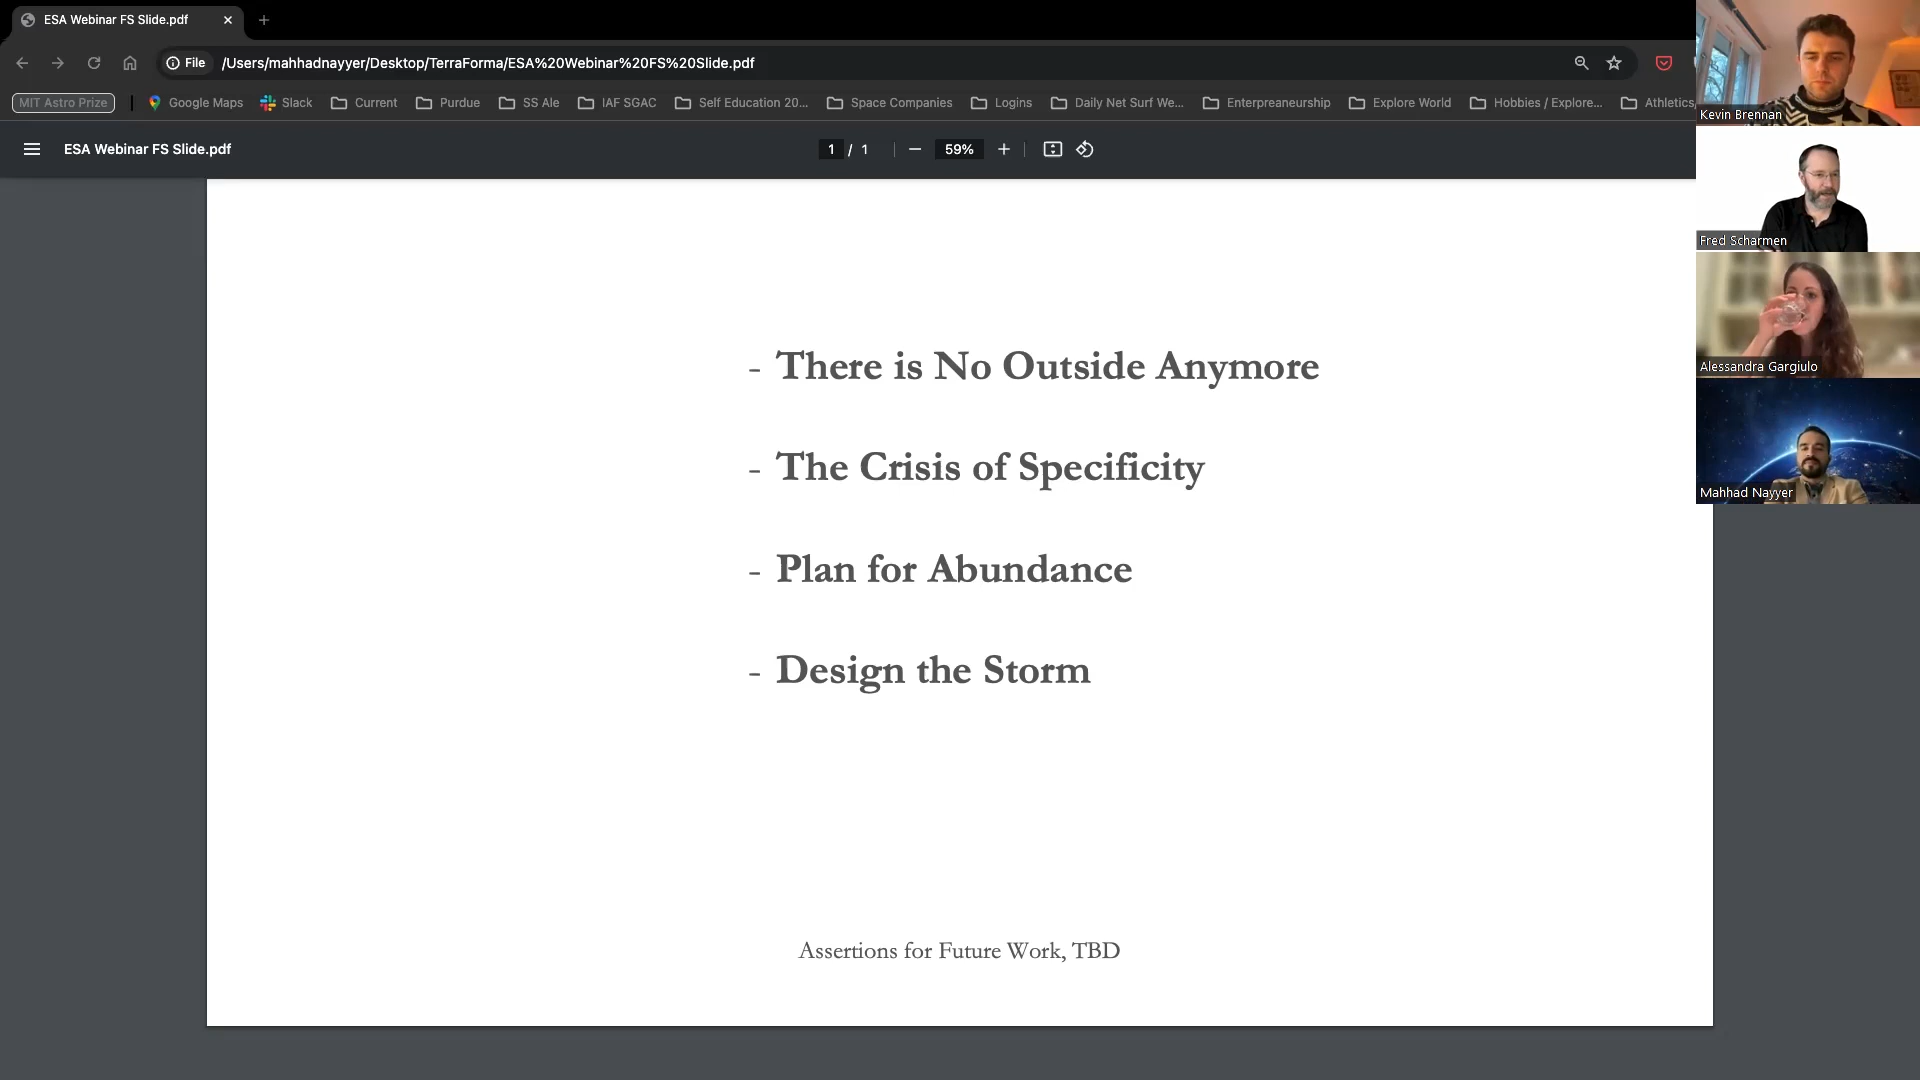 ESA Webinar FS Slide.pdf
File
/Users/mahhadnayyer/Desktop/TerraForma/ESA%20Webinar%20FS%20Slide.pdf
MIT Astro Prize
Google Maps
Slack
Current
Purdue
SS Ale
IAF SGAC
Self Education 20...
Space Companies
Logins
Daily Net Surf We...
Enterpreaneurship
Explore World
Hobbies / Explore...
Athletics
ESA Webinar FS Slide.pdf
1 / 1
59%
Kevin Brennan
Fred Scharmen
Alessandra Gargiulo
Mahhad Nayyer
- There is No Outside Anymore
- The Crisis of Specificity
- Plan for Abundance
- Design the Storm
Assertions for Future Work, TBD